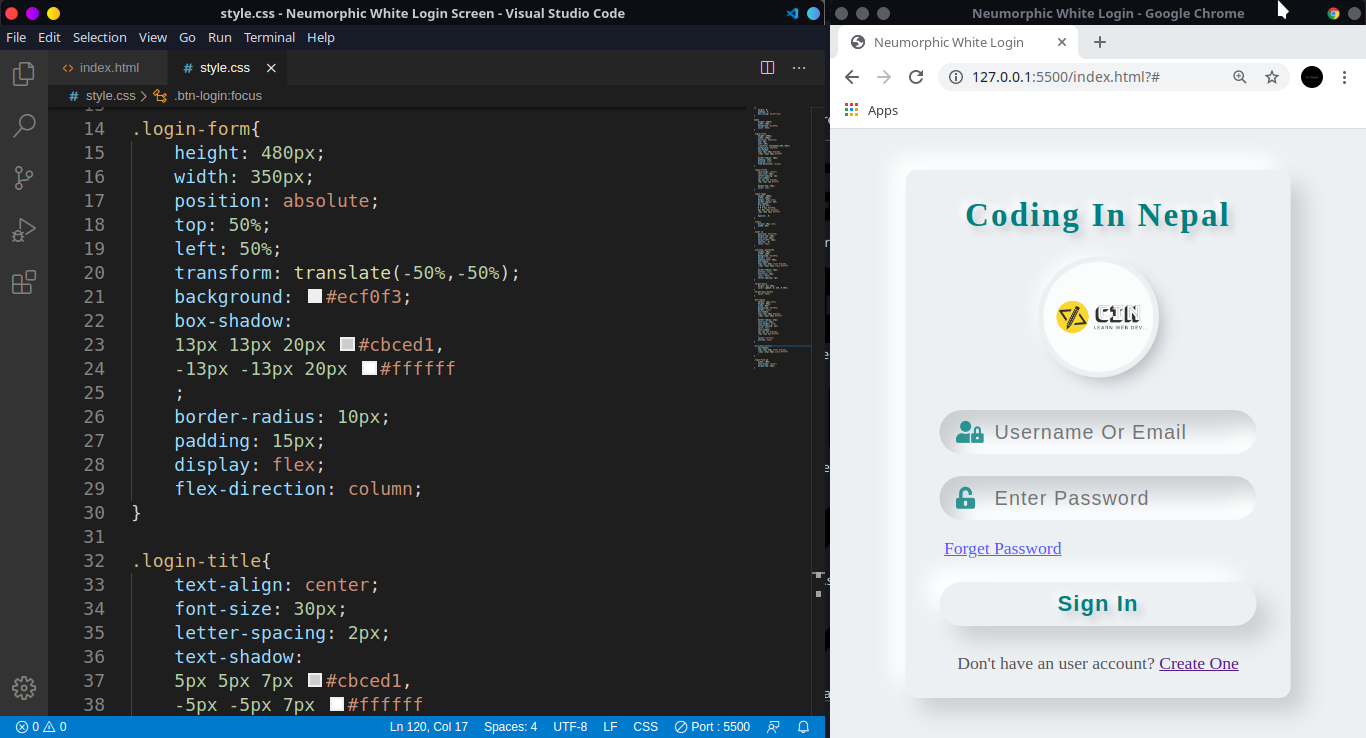 style.css - Neumorphic White Login Screen - Visual Studio Code
File Edit Selection View Go Run Terminal Help
<> index.html # style.css
# style.css > .btn-login:focus
14 .login-form{
15 height: 480px;
16 width: 350px;
17 position: absolute;
18 top: 50%;
19 left: 50%;
20 transform: translate(-50%,-50%);
21 background: #ecf0f3;
22 box-shadow:
23 13px 13px 20px #cbced1,
24 -13px -13px 20px #ffffff
25 ;
26 border-radius: 10px;
27 padding: 15px;
28 display: flex;
29 flex-direction: column;
30 }
31
32 .login-title{
33 text-align: center;
34 font-size: 30px;
35 letter-spacing: 2px;
36 text-shadow:
37 5px 5px 7px #cbced1,
38 -5px -5px 7px #ffffff
0 0 Ln 120, Col 17 Spaces: 4 UTF-8 LF CSS Port : 5500
Neumorphic White Login - Google Chrome
Neumorphic White Login
127.0.0.1:5500/index.html?#
Apps
Coding In Nepal
CIN
LEARN WEB DEV...
Username Or Email
Enter Password
Forget Password
Sign In
Don't have an user account? Create One